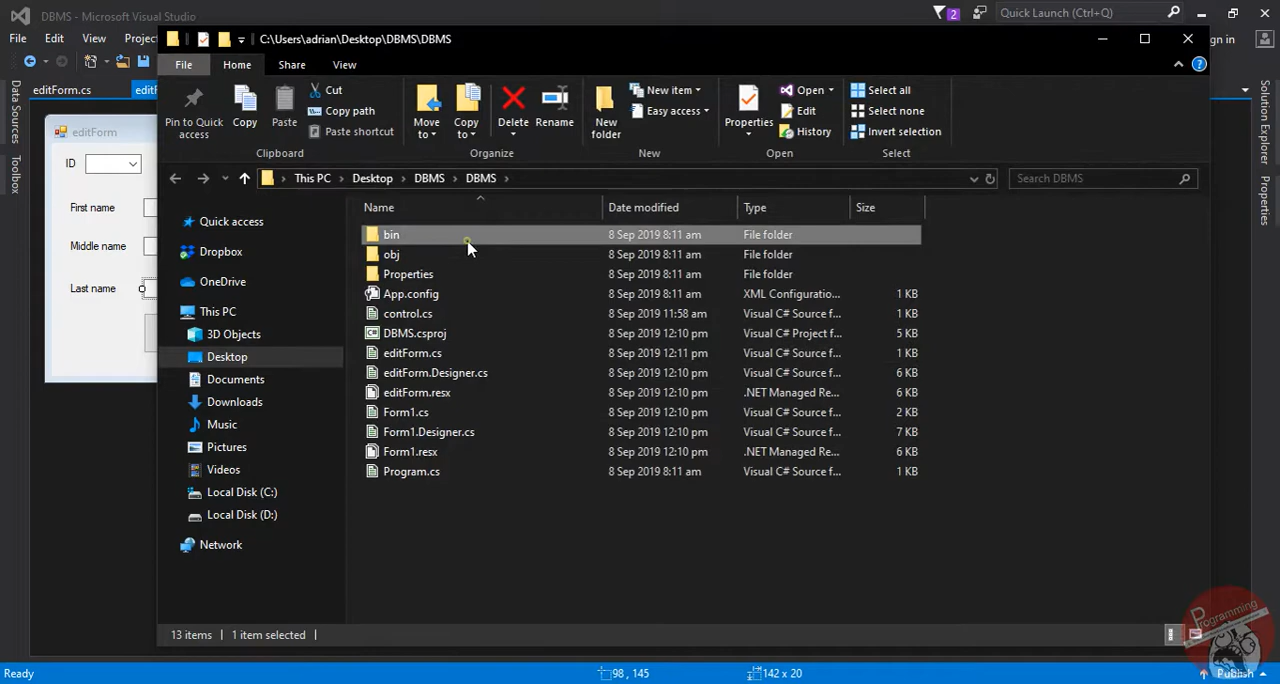 DBMS - Microsoft Visual Studio
2
Quick Launch (Ctrl+Q)
File Edit View Project
gn in
C:\Users\adrian\Desktop\DBMS\DBMS
File Home Share View
Pin to Quick access
Copy
Paste
Cut
Copy path
Paste shortcut
Clipboard
Move to
Copy to
Delete
Rename
Organize
New folder
New item
Easy access
New
Properties
Open
Edit
History
Open
Select all
Select none
Invert selection
Select
editForm.cs
Data Sources
Toolbox
Solution Explorer
Properties
editForm
ID
First name
Middle name
Last name
This PC > Desktop > DBMS > DBMS >
Search DBMS
Quick access
Dropbox
OneDrive
This PC
3D Objects
Desktop
Documents
Downloads
Music
Pictures
Videos
Local Disk (C:)
Local Disk (D:)
Network
Name Date modified Type Size
bin 8 Sep 2019 8:11 am File folder
obj 8 Sep 2019 8:11 am File folder
Properties 8 Sep 2019 8:11 am File folder
App.config 8 Sep 2019 8:11 am XML Configuratio... 1 KB
control.cs 8 Sep 2019 11:58 am Visual C# Source f... 1 KB
DBMS.csproj 8 Sep 2019 12:10 pm Visual C# Project f... 5 KB
editForm.cs 8 Sep 2019 12:11 pm Visual C# Source f... 1 KB
editForm.Designer.cs 8 Sep 2019 12:10 pm Visual C# Source f... 6 KB
editForm.resx 8 Sep 2019 12:10 pm .NET Managed Re... 6 KB
Form1.cs 8 Sep 2019 12:10 pm Visual C# Source f... 2 KB
Form1.Designer.cs 8 Sep 2019 12:10 pm Visual C# Source f... 7 KB
Form1.resx 8 Sep 2019 12:10 pm .NET Managed Re... 6 KB
Program.cs 8 Sep 2019 8:11 am Visual C# Source f... 1 KB
13 items 1 item selected
Programming
Ready
98 , 145
142 x 20
Publish